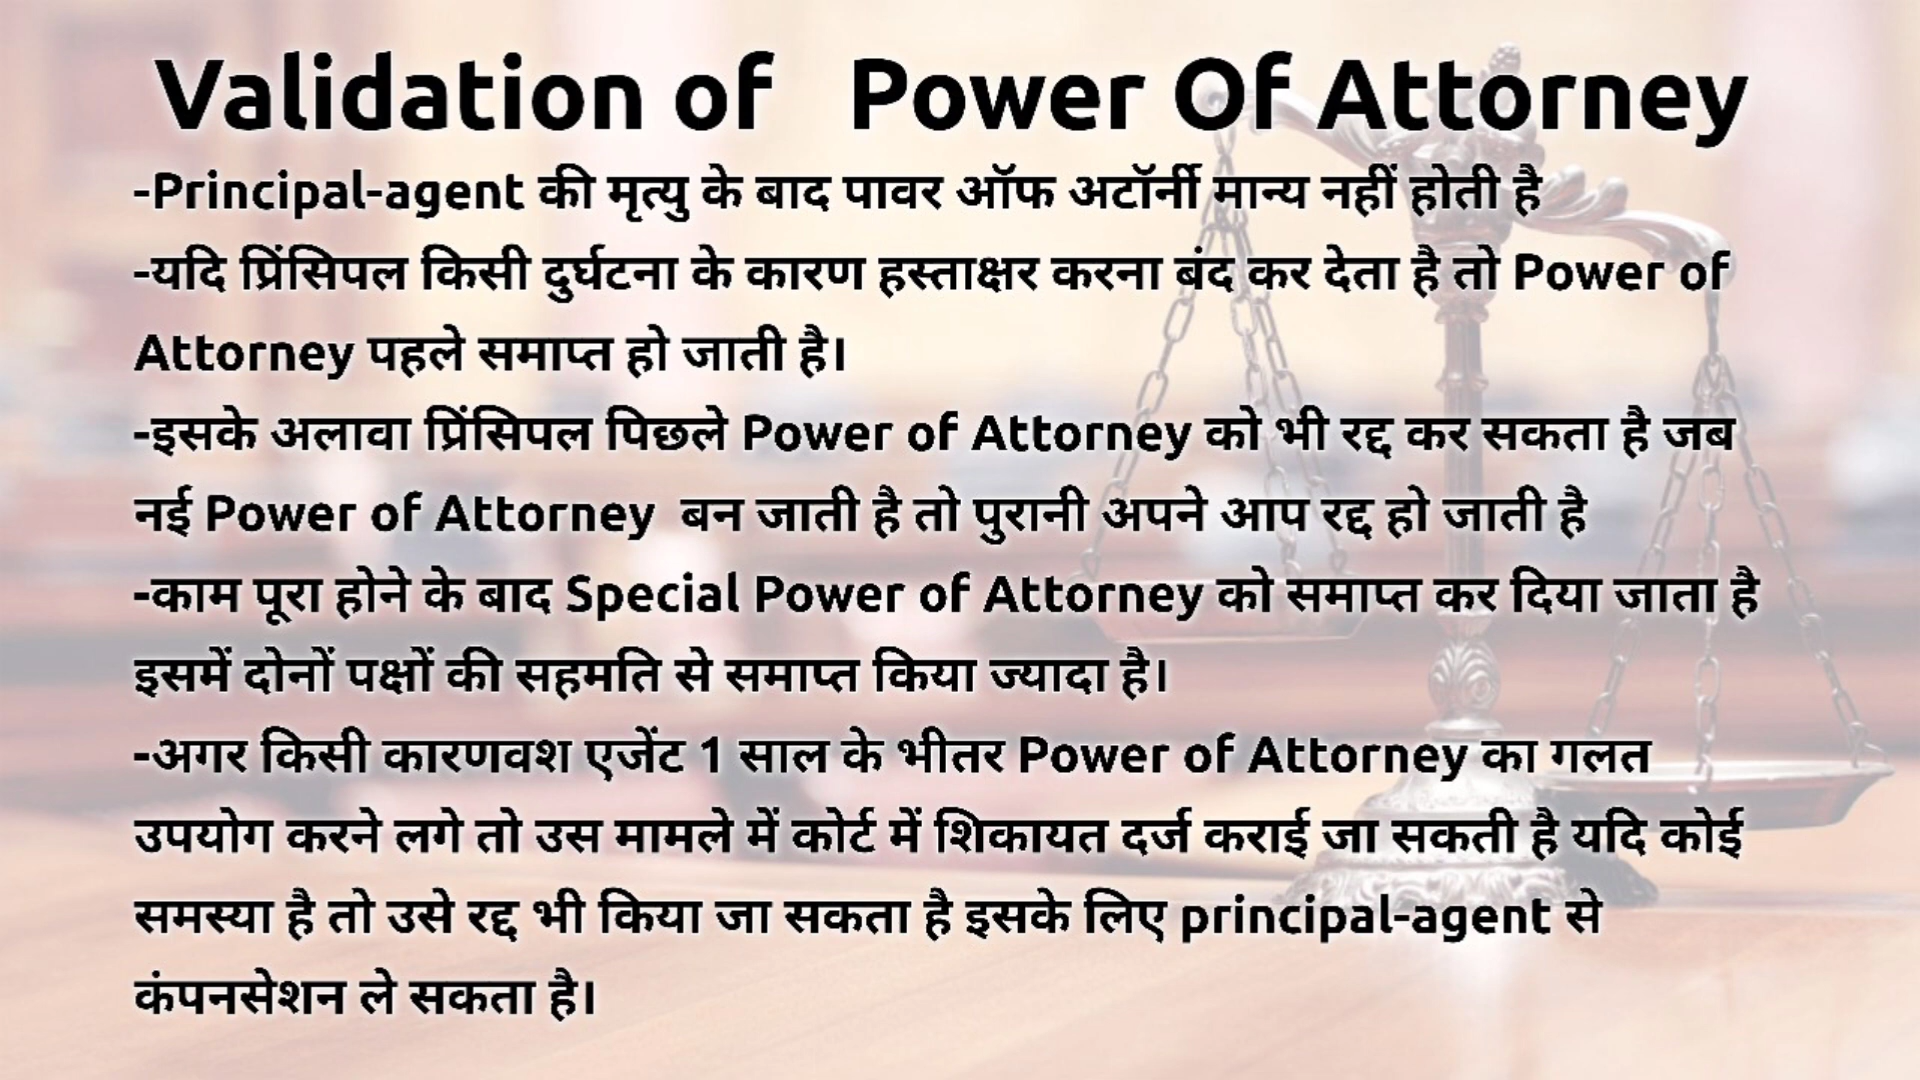 Validation of Power Of Attorney
-Principal-agent की मृत्यु के बाद पावर ऑफ अटॉर्नी मान्य नहीं होती है
-यदि प्रिंसिपल किसी दुर्घटना के कारण हस्ताक्षर करना बंद कर देता है तो Power of
Attorney पहले समाप्त हो जाती है।
-इसके अलावा प्रिंसिपल पिछले Power of Attorney को भी रद्द कर सकता है जब
नई Power of Attorney बन जाती है तो पुरानी अपने आप रद्द हो जाती है
-काम पूरा होने के बाद Special Power of Attorney को समाप्त कर दिया जाता है
इसमें दोनों पक्षों की सहमति से समाप्त किया ज्यादा है।
-अगर किसी कारणवश एजेंट 1 साल के भीतर Power of Attorney का गलत
उपयोग करने लगे तो उस मामले में कोर्ट में शिकायत दर्ज कराई जा सकती है यदि कोई
समस्या है तो उसे रद्द भी किया जा सकता है इसके लिए principal-agent से
कंपनसेशन ले सकता है।